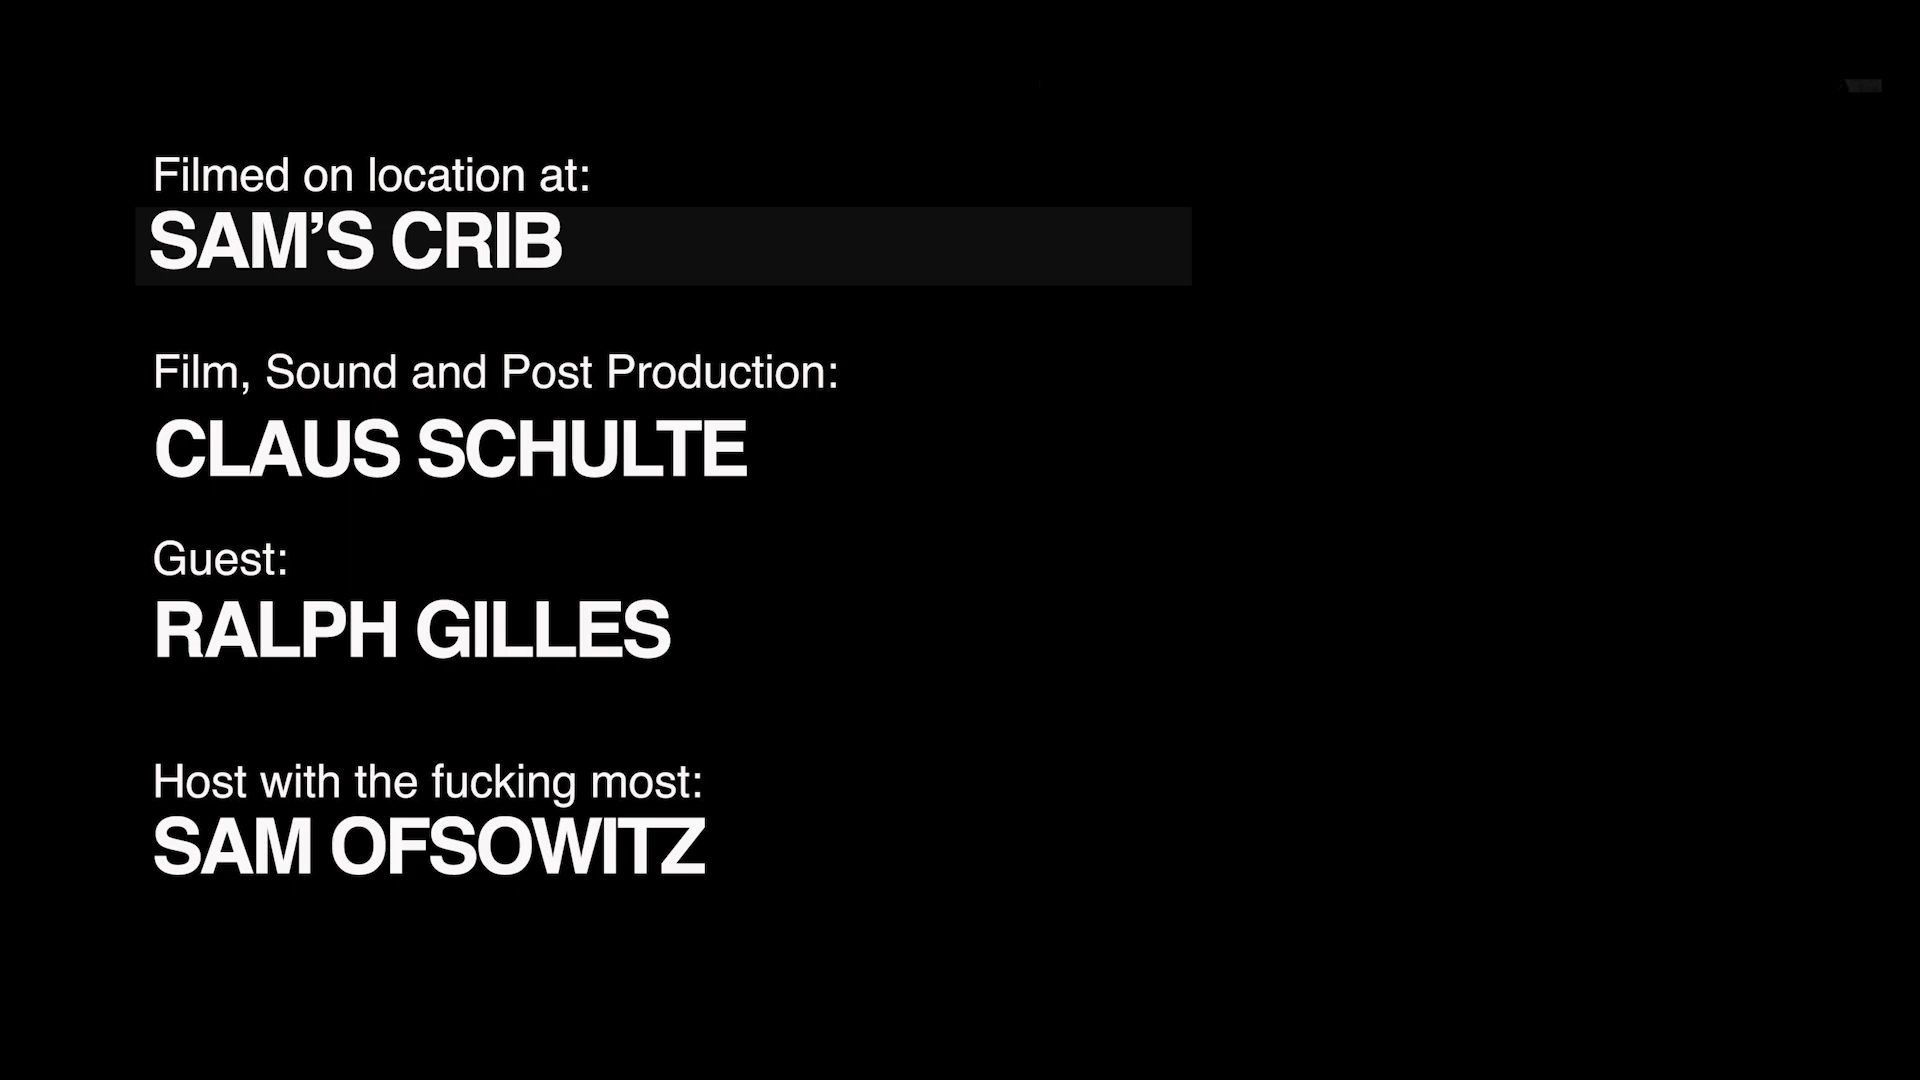 Filmed on location at:
SAM’S CRIB
Film, Sound and Post Production:
CLAUS SCHULTE
Guest:
RALPH GILLES
Host with the fucking most:
SAM OFSOWITZ